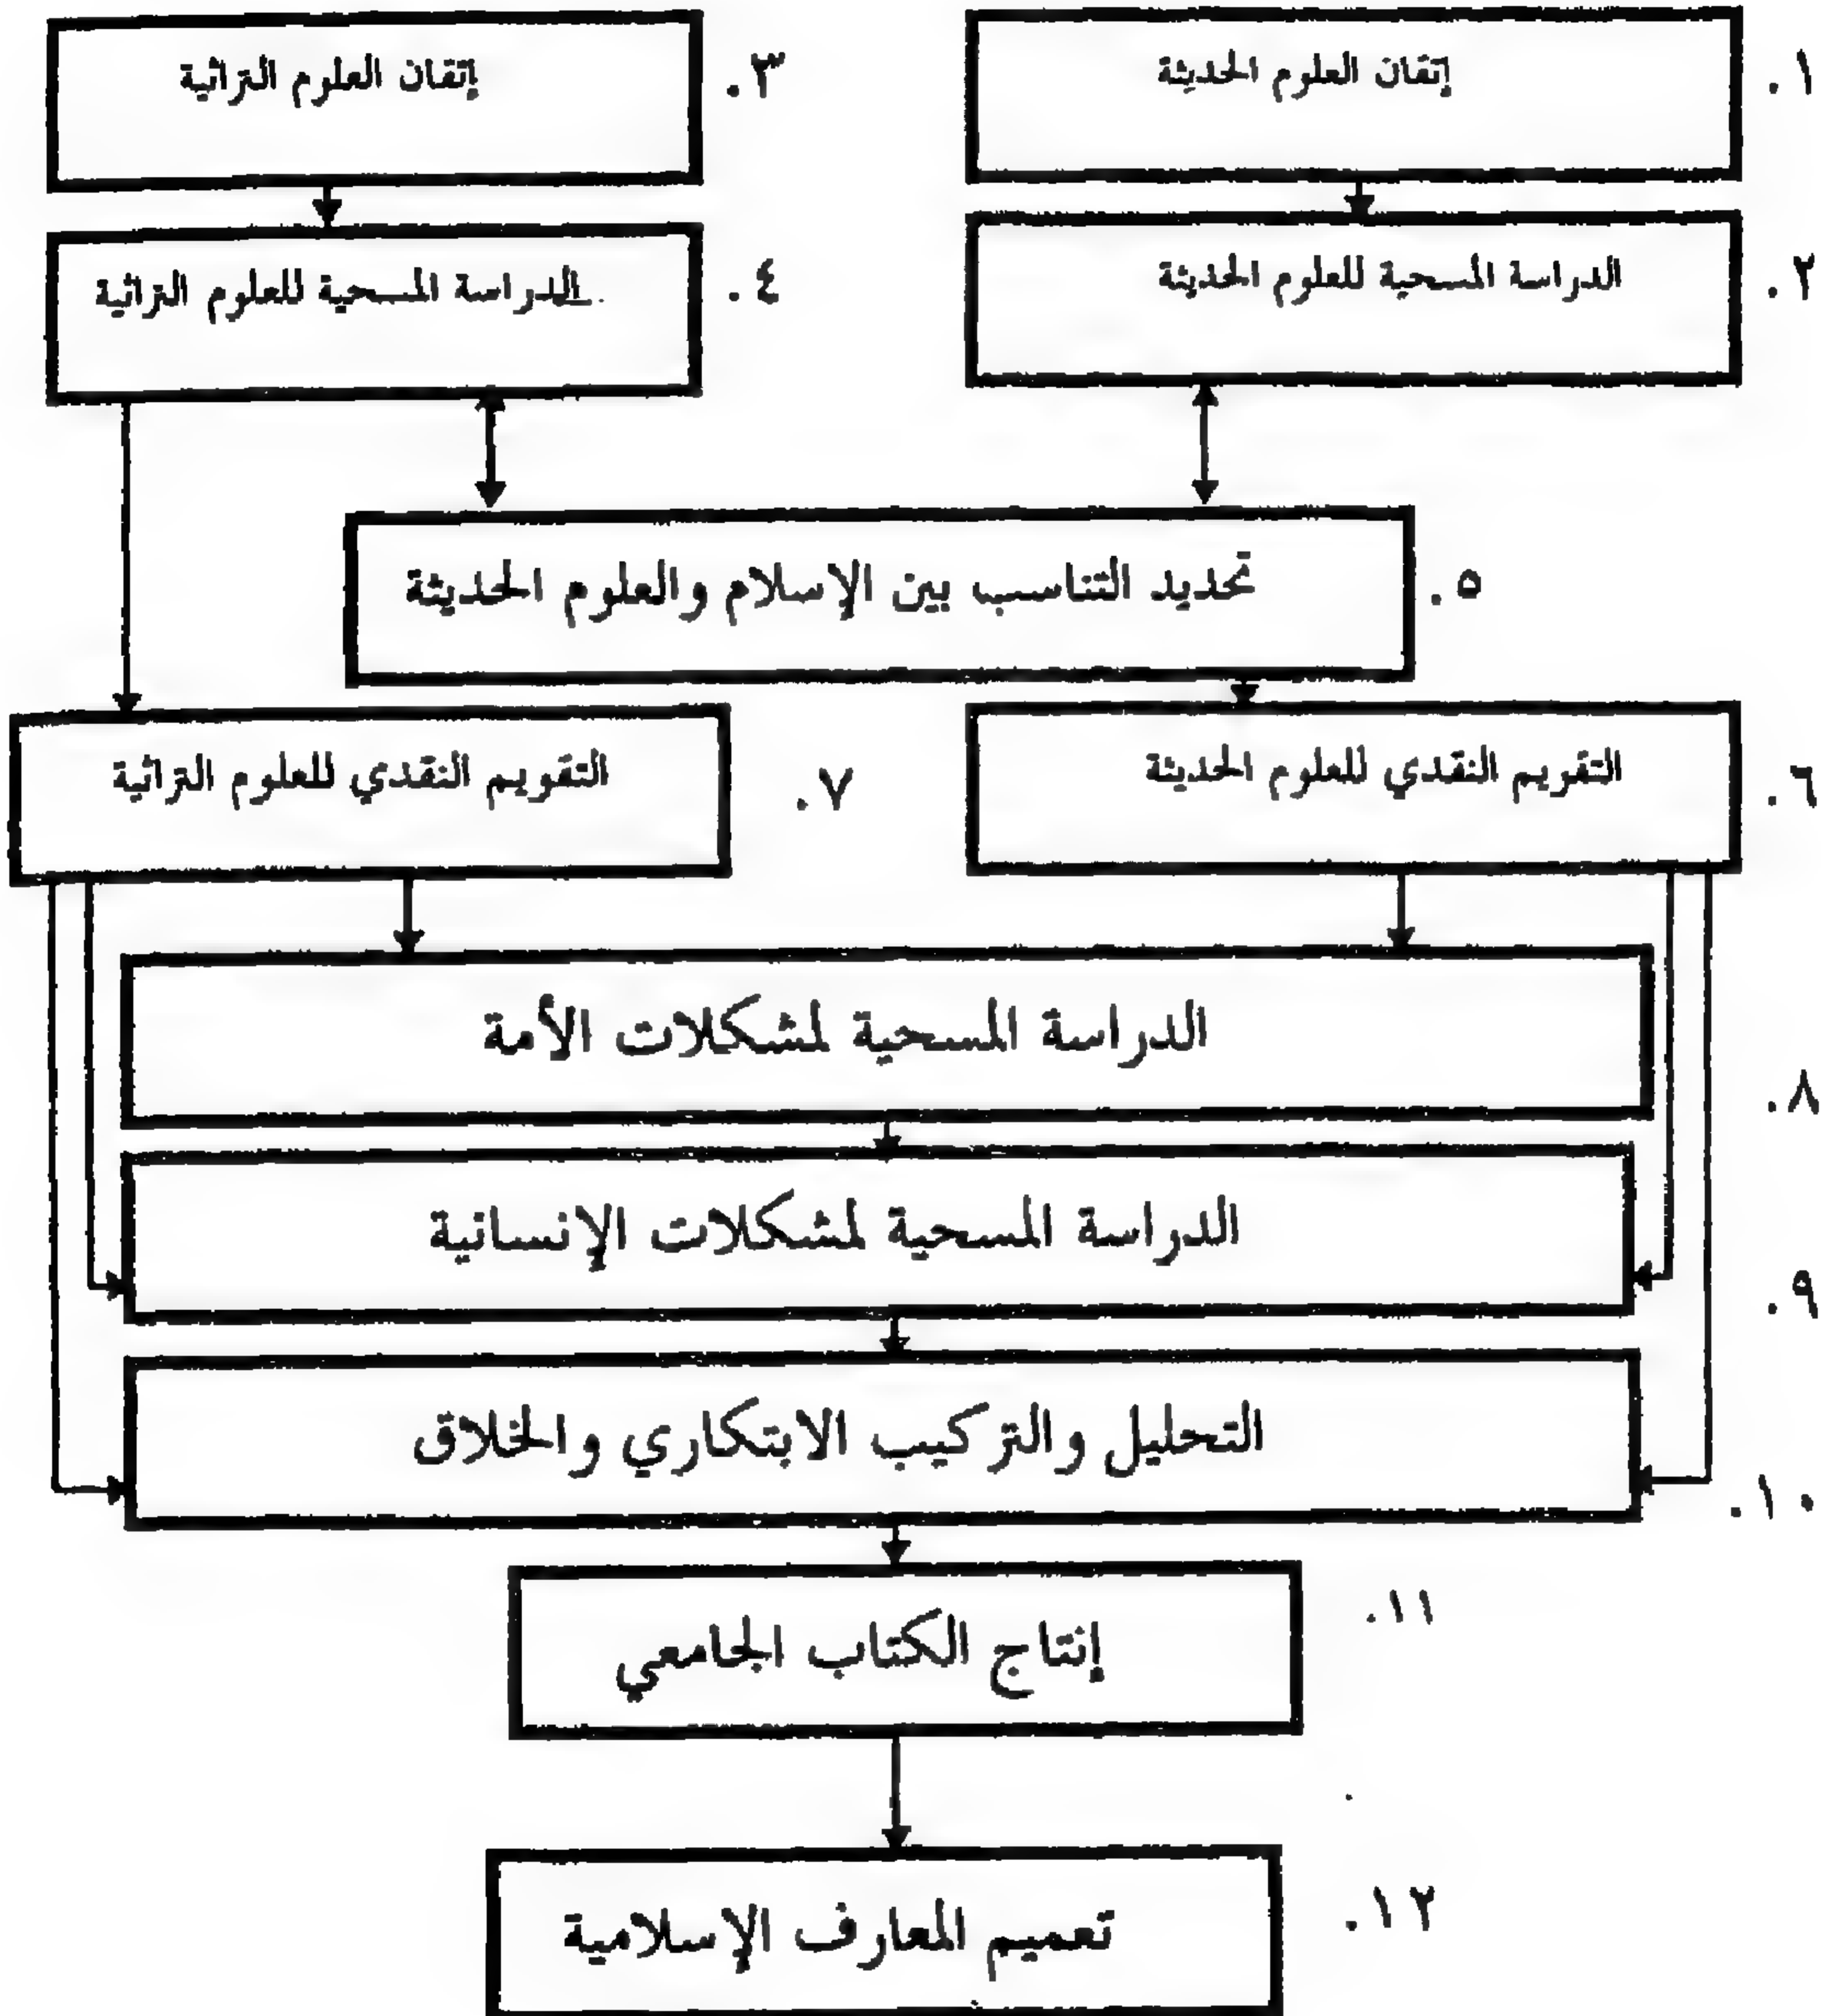 ١. إتقان العلوم الحديثة
٣. إتقان العلوم التراثية
٢. الدراسة المسحية للعلوم الحديثة
٤. الدراسة المسحية للعلوم التراثية
٥. تحديد التناسب بين الإسلام والعلوم الحديثة
٦. التقويم النقدي للعلوم الحديثة
٧. التقويم النقدي للعلوم التراثية
٨. الدراسة المسحية لمشكلات الأمة
٩. الدراسة المسحية لمشكلات الإنسانية
١٠. التحليل والتركيب الابتكاري والخلاق
١١. إنتاج الكتاب الجامعي
١٢. تعميم المعارف الإسلامية